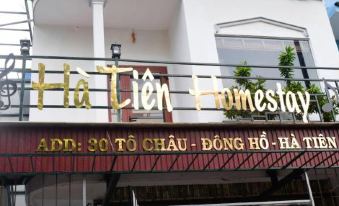 Hà Tiên Homestay
ADD: 30 TÔ CHÂU - ĐÔNG HỒ - HÀ TIÊN